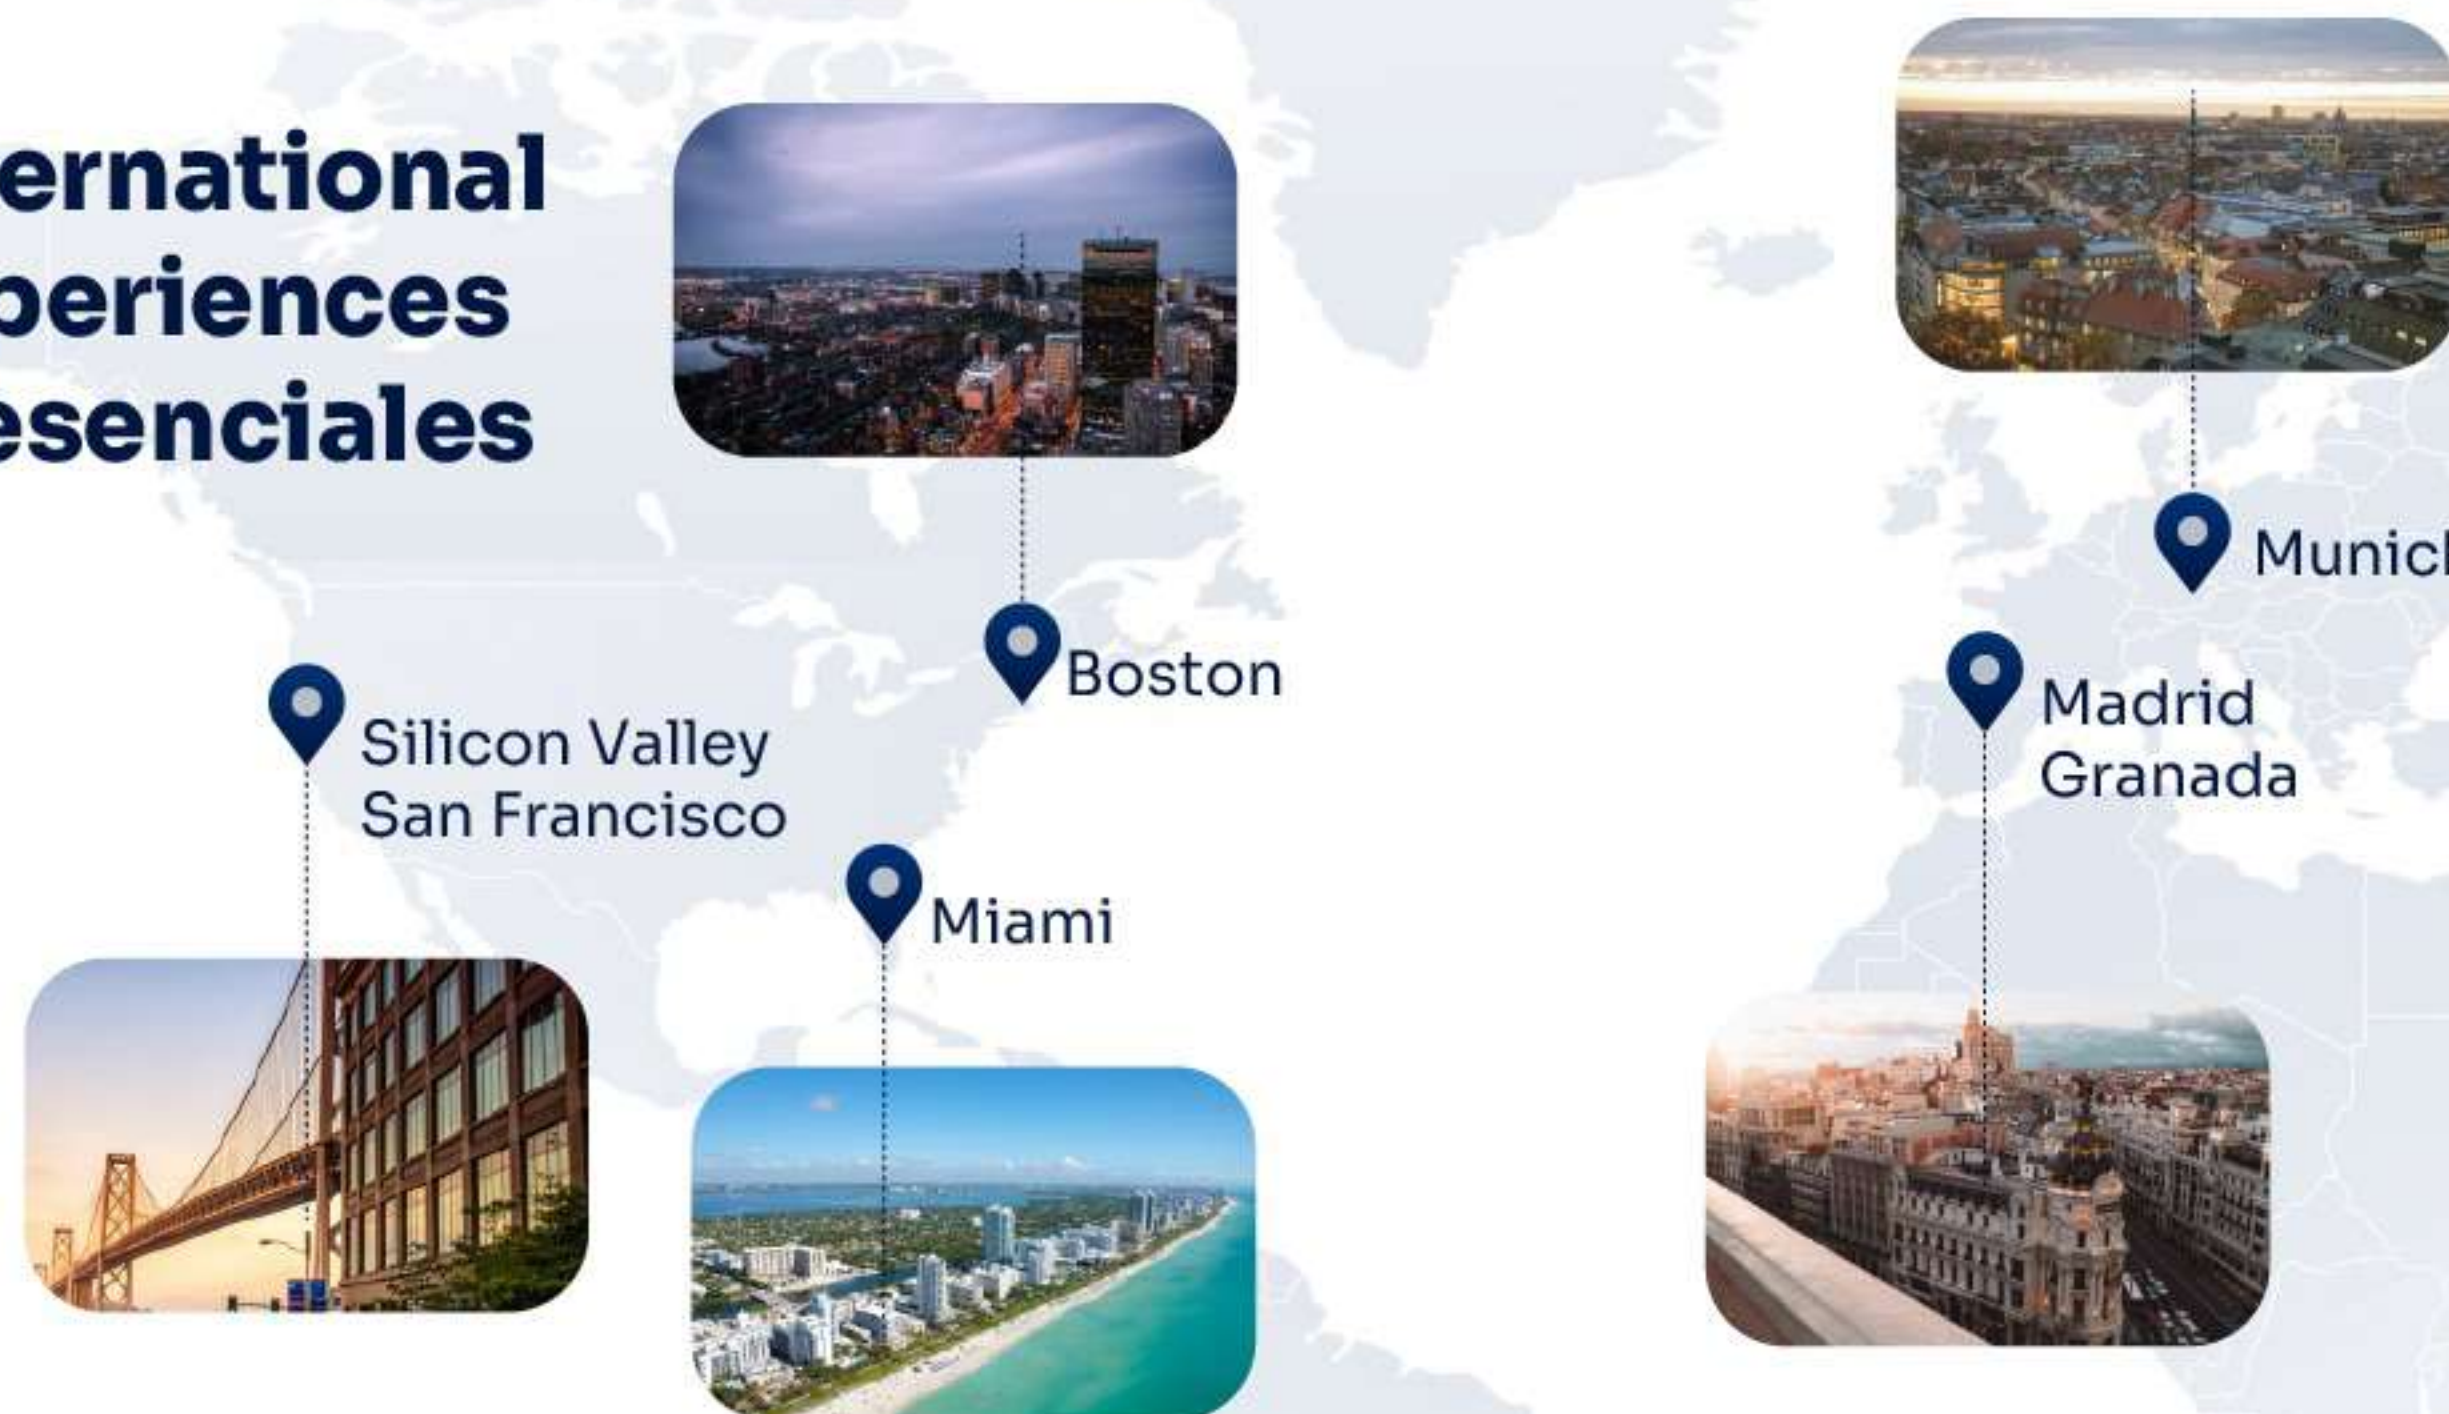 ernational
periences
esenciales
Boston
Munich
Silicon Valley
San Francisco
Madrid
Granada
Miami